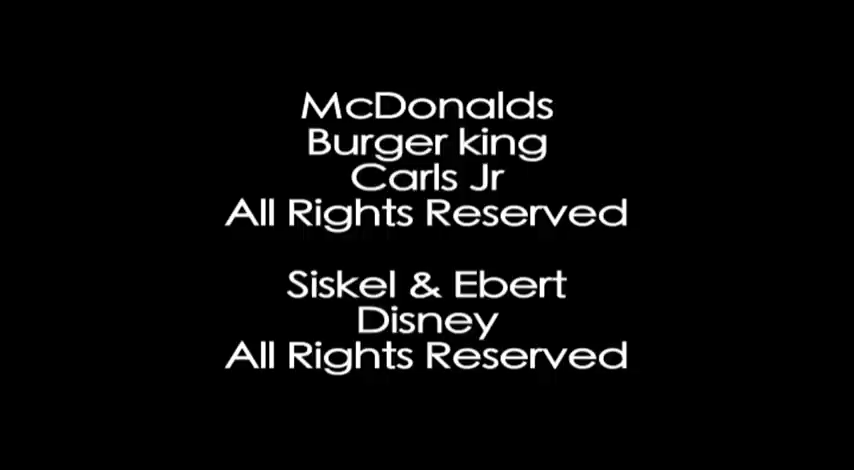 McDonalds
Burger king
Carls Jr
All Rights Reserved
Siskel & Ebert
Disney
All Rights Reserved